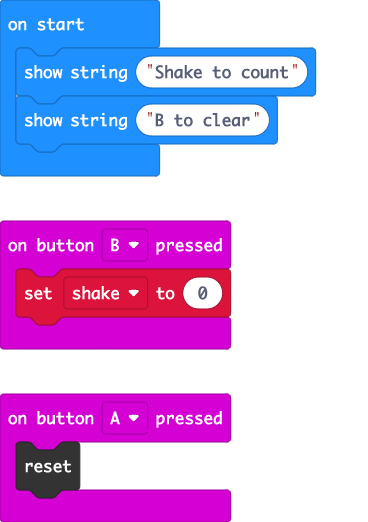 on start
show string "Shake to count"
show string "B to clear"
on button B pressed
set shake to 0
on button A pressed
reset